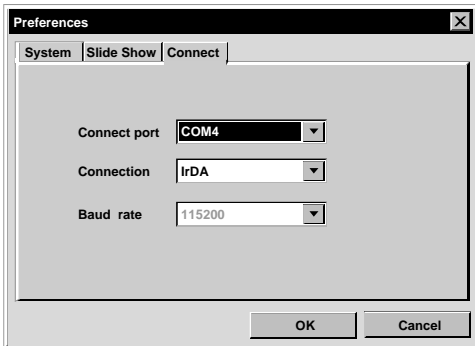 Preferences
System Slide Show Connect
Connect port COM4
Connection IrDA
Baud rate 115200
OK Cancel